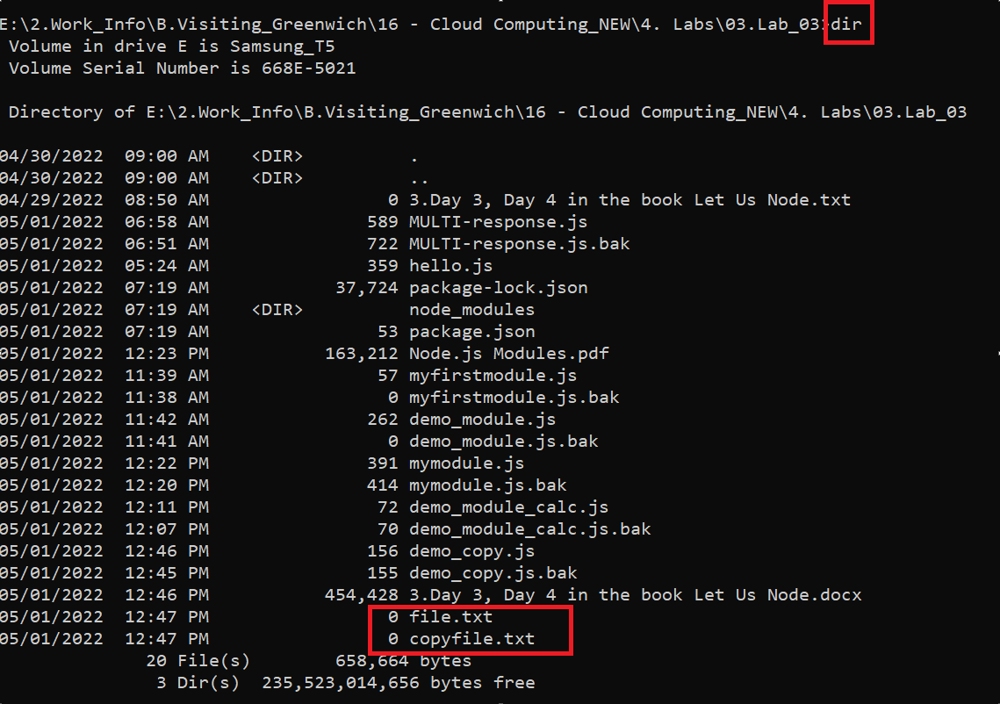 E:\2.Work_Info\B.Visiting_Greenwich\16 - Cloud Computing_NEW\4. Labs\03.Lab_03>dir
Volume in drive E is Samsung_T5
Volume Serial Number is 668E-5021
Directory of E:\2.Work_Info\B.Visiting_Greenwich\16 - Cloud Computing_NEW\4. Labs\03.Lab_03
04/30/2022  09:00 AM    <DIR>          .
04/30/2022  09:00 AM    <DIR>          ..
04/29/2022  08:50 AM                 0 3.Day 3, Day 4 in the book Let Us Node.txt
05/01/2022  06:58 AM               589 MULTI-response.js
05/01/2022  06:51 AM               722 MULTI-response.js.bak
05/01/2022  05:24 AM               359 hello.js
05/01/2022  07:19 AM            37,724 package-lock.json
05/01/2022  07:19 AM    <DIR>          node_modules
05/01/2022  07:19 AM                53 package.json
05/01/2022  12:23 PM           163,212 Node.js Modules.pdf
05/01/2022  11:39 AM                57 myfirstmodule.js
05/01/2022  11:38 AM                 0 myfirstmodule.js.bak
05/01/2022  11:42 AM               262 demo_module.js
05/01/2022  11:41 AM                 0 demo_module.js.bak
05/01/2022  12:22 PM               391 mymodule.js
05/01/2022  12:20 PM               414 mymodule.js.bak
05/01/2022  12:11 PM                72 demo_module_calc.js
05/01/2022  12:07 PM                70 demo_module_calc.js.bak
05/01/2022  12:46 PM               156 demo_copy.js
05/01/2022  12:45 PM               155 demo_copy.js.bak
05/01/2022  12:46 PM           454,428 3.Day 3, Day 4 in the book Let Us Node.docx
05/01/2022  12:47 PM                 0 file.txt
05/01/2022  12:47 PM                 0 copyfile.txt
20 File(s)        658,664 bytes
3 Dir(s)  235,523,014,656 bytes free